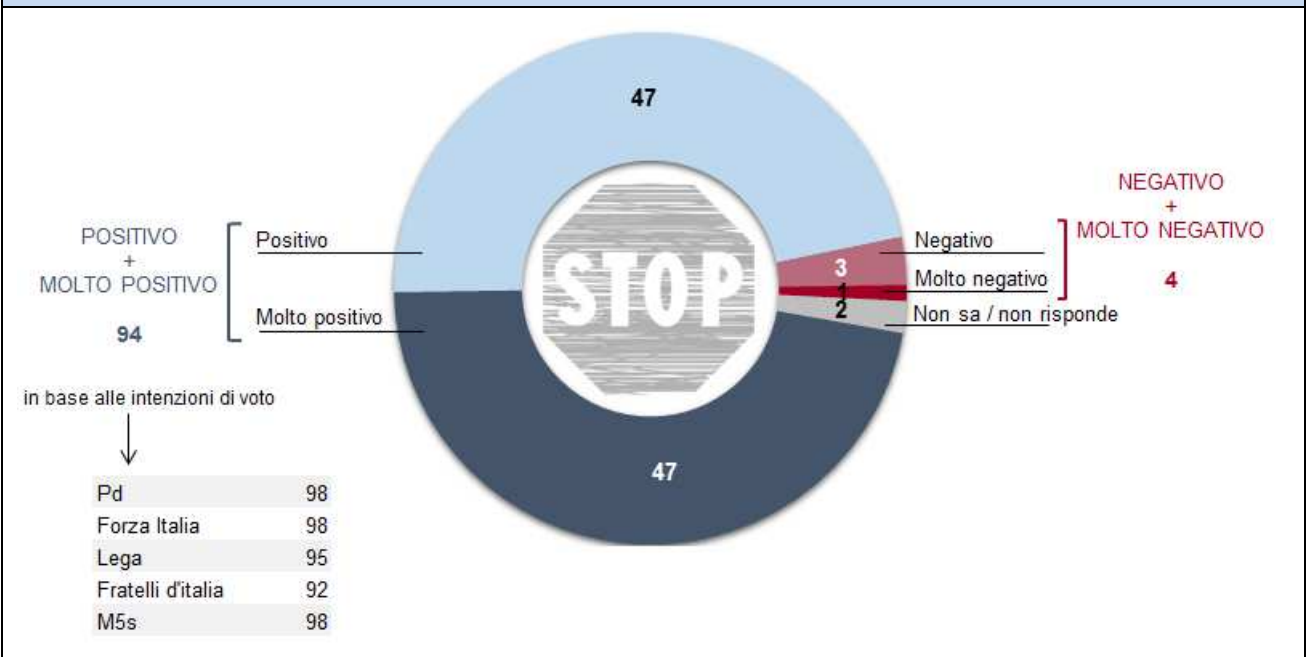 47
NEGATIVO
+
MOLTO NEGATIVO
4
POSITIVO
+
MOLTO POSITIVO
94
Positivo
Molto positivo
STOP
Negativo
3
Molto negativo
1
Non sa / non risponde
2
47
in base alle intenzioni di voto
Pd 98
Forza Italia 98
Lega 95
Fratelli d'italia 92
M5s 98